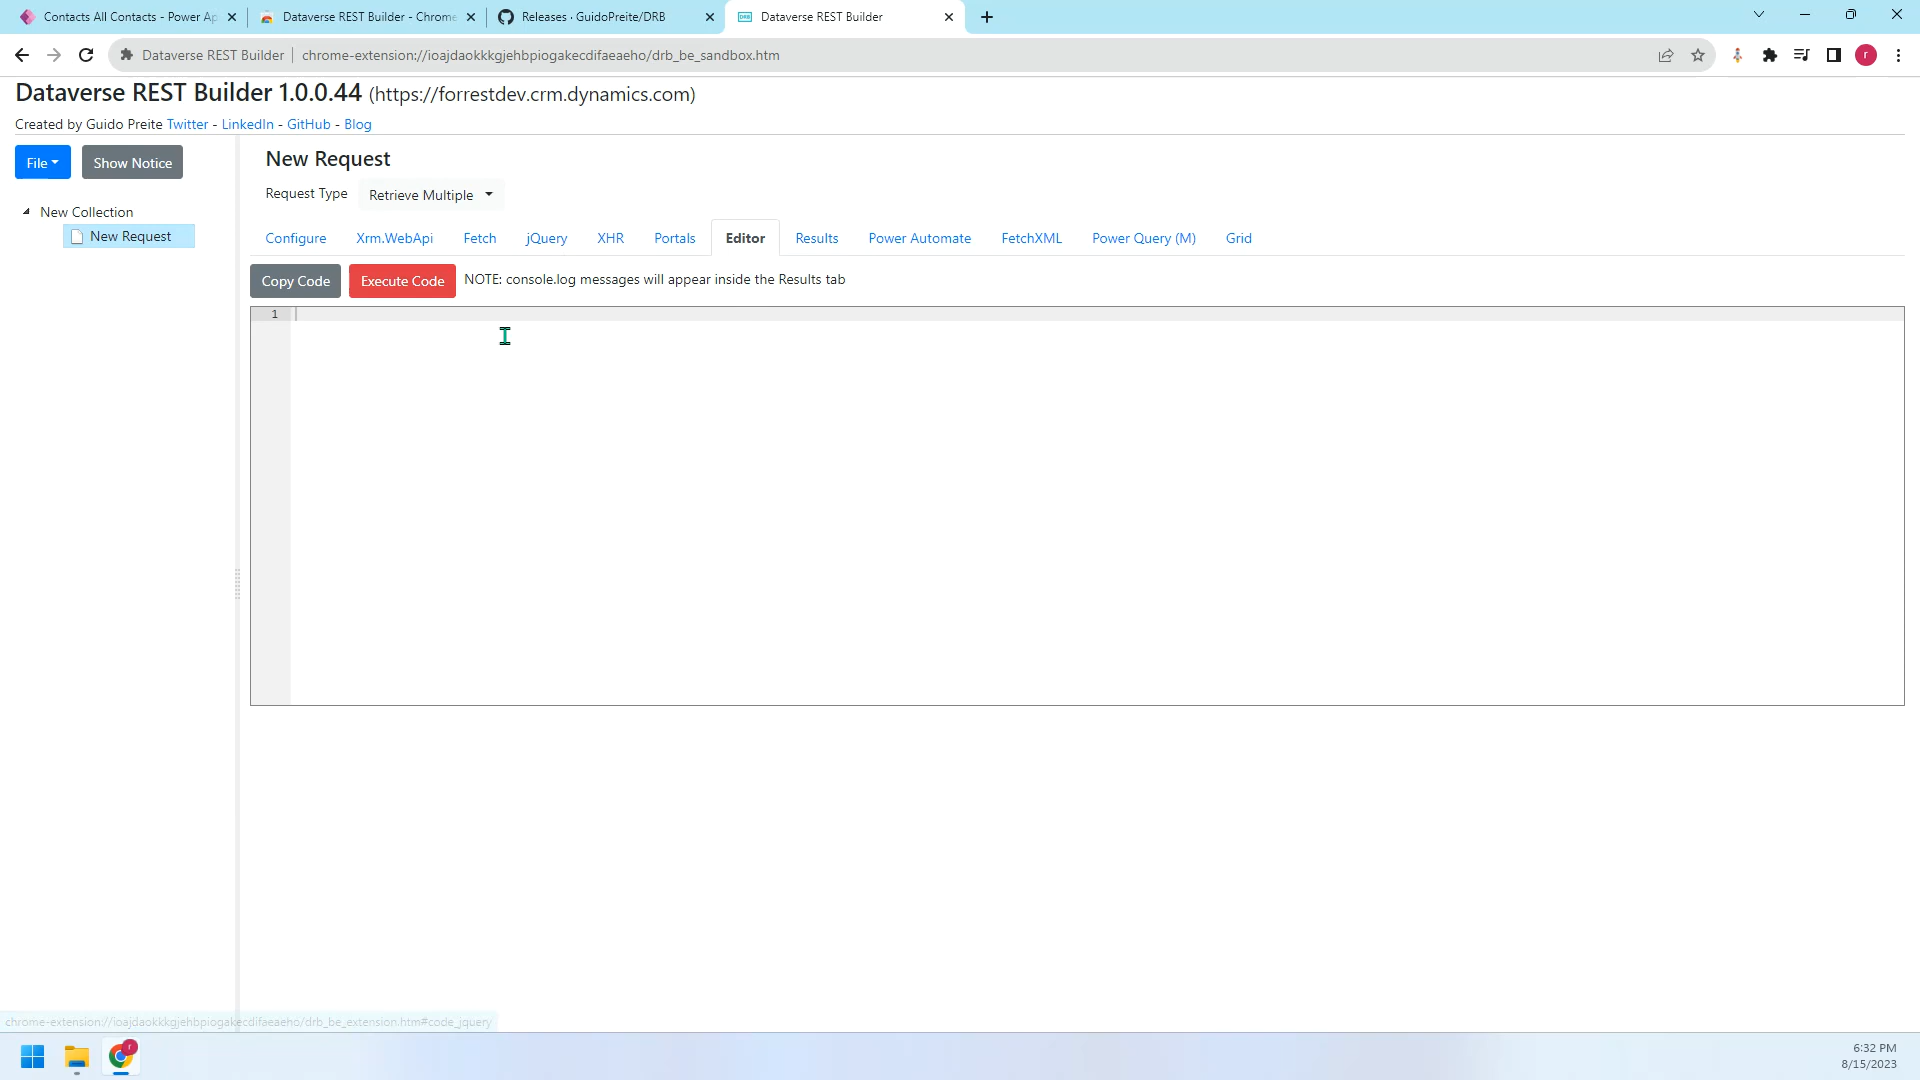 Contacts All Contacts - Power Ap
Dataverse REST Builder - Chrome
Releases · GuidoPreite/DRB
Dataverse REST Builder
Dataverse REST Builder
chrome-extension://ioajdaokkkgjehbpiogakecdifaeaeho/drb_be_sandbox.htm
r
Dataverse REST Builder 1.0.0.44 (https://forrestdev.crm.dynamics.com)
Created by Guido Preite Twitter - LinkedIn - GitHub - Blog
File
Show Notice
New Collection
New Request
New Request
Request Type
Retrieve Multiple
Configure
Xrm.WebApi
Fetch
jQuery
XHR
Portals
Editor
Results
Power Automate
FetchXML
Power Query (M)
Grid
Copy Code
Execute Code
NOTE: console.log messages will appear inside the Results tab
1
chrome-extension://ioajdaokkkgjehbpiogakecdifaeaeho/drb_be_extension.htm#code_jquery
r
6:32 PM
8/15/2023